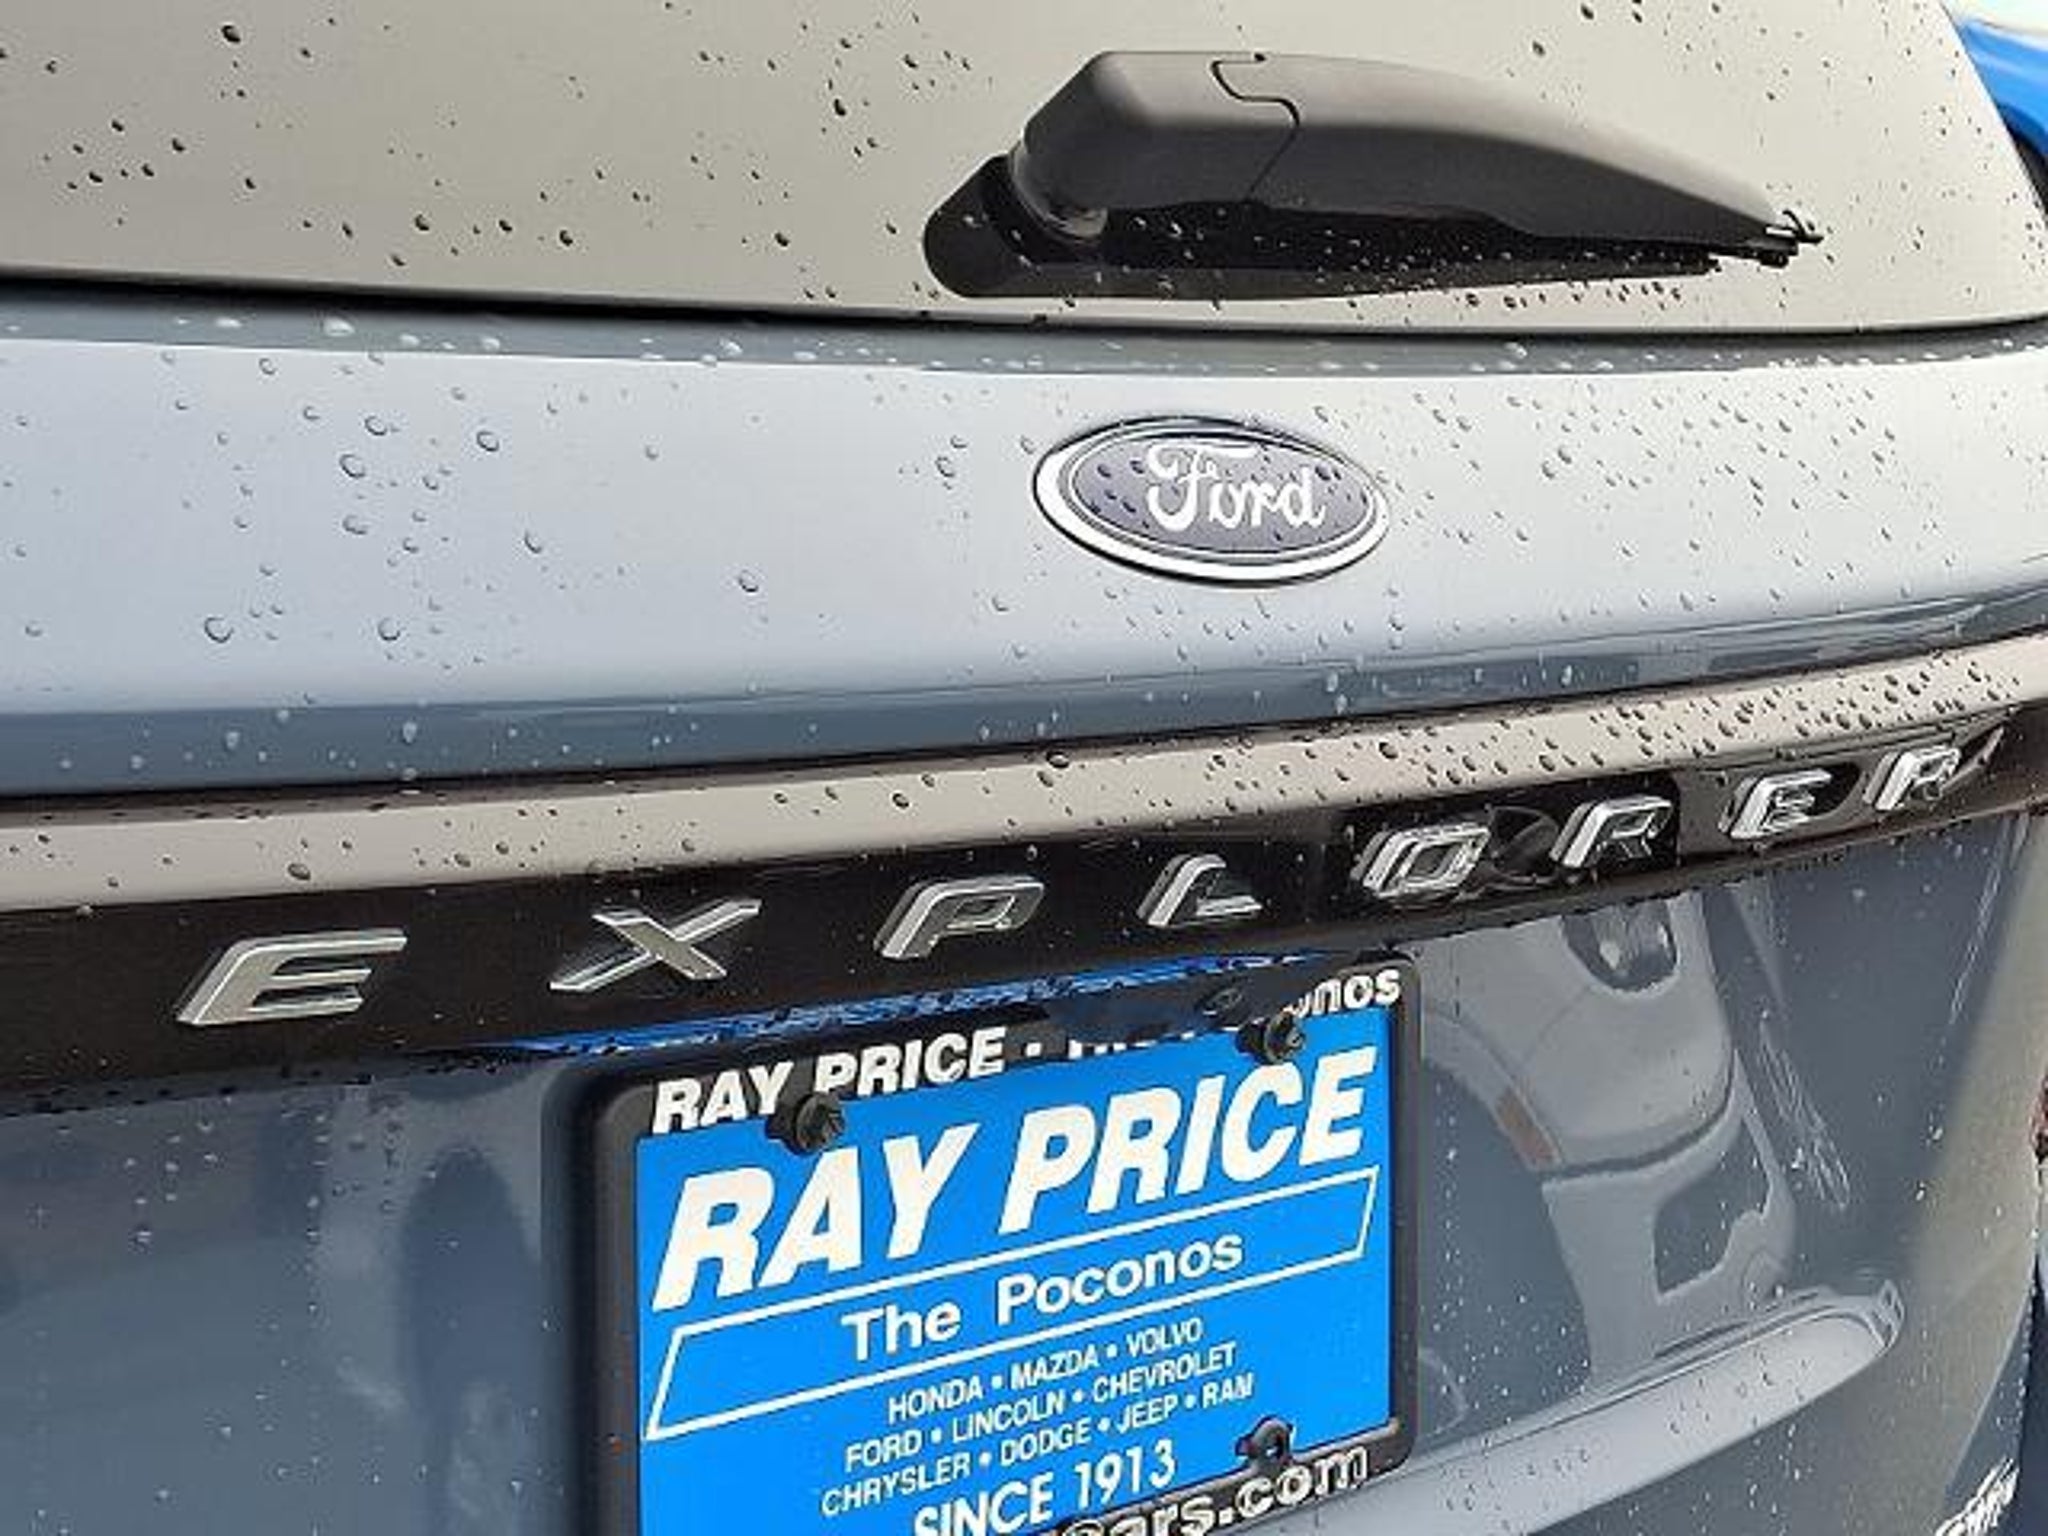 Ford
EXPLORER
RAY PRICE •
RAY PRICE
The Poconos
HONDA • MAZDA • VOLVO
FORD • LINCOLN • CHEVROLET
CHRYSLER • DODGE • JEEP • RAM
SINCE 1913